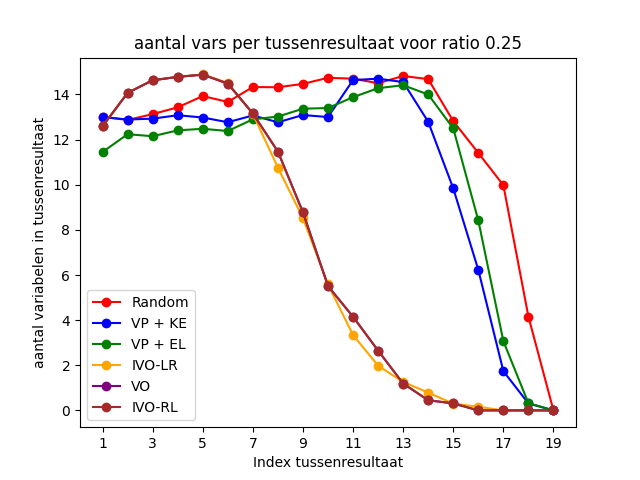 aantal vars per tussenresultaat voor ratio 0.25
aantal variabelen in tussenresultaat
14
12
10
8
6
4
2
0
Random
VP + KE
VP + EL
IVO-LR
VO
IVO-RL
1 3 5 7 9 11 13 15 17 19
Index tussenresultaat